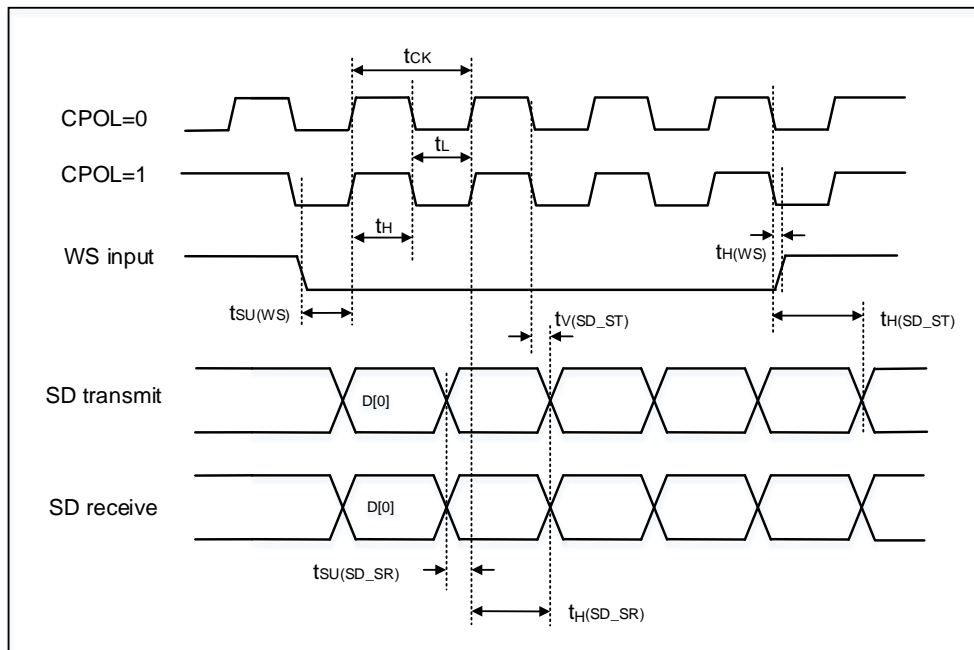 tCK
CPOL=0
tL
CPOL=1
tH
tH(WS)
WS input
tSU(WS)
tV(SD_ST)
tH(SD_ST)
SD transmit
D[0]
SD receive
D[0]
tSU(SD_SR)
tH(SD_SR)